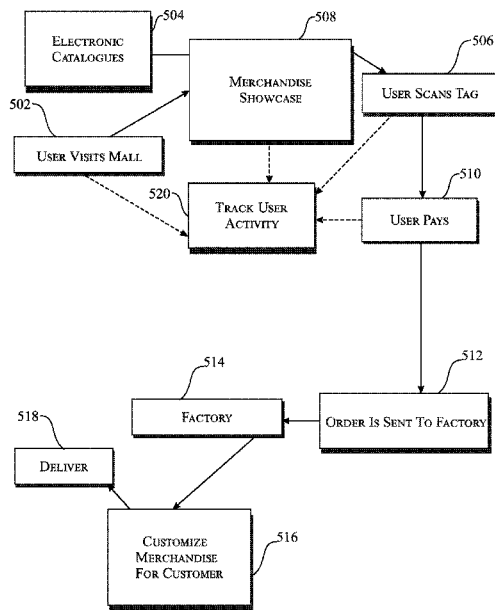 504
508
ELECTRONIC
CATALOGUES
506
MERCHANDISE
SHOWCASE
USER SCANS TAG
502
USER VISITS MALL
510
520
TRACK USER
ACTIVITY
USER PAYS
512
514
FACTORY
ORDER IS SENT TO FACTORY
518
DELIVER
CUSTOMIZE
MERCHANDISE
FOR CUSTOMER
516